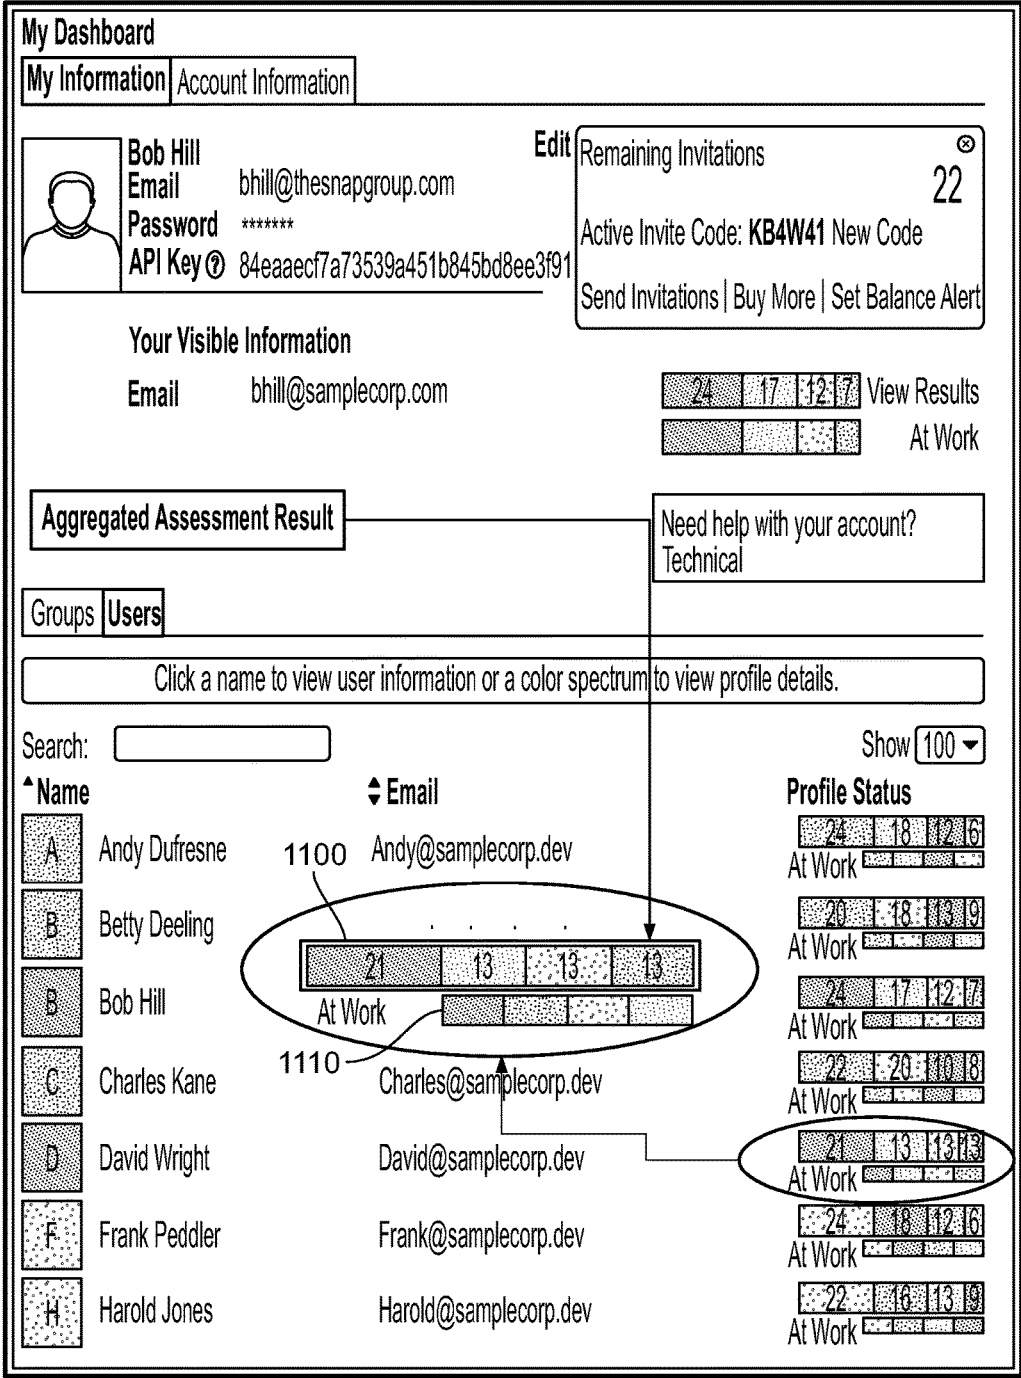 My Dashboard
My Information Account Information
Bob Hill
Edit
Email bhill@thesnapgroup.com
Password *******
API Key ? 84eaaecf7a73539a451b845bd8ee3f91
Remaining Invitations
22
Active Invite Code: KB4W41 New Code
Send Invitations | Buy More | Set Balance Alert
Your Visible Information
Email bhill@samplecorp.com
24 17 12 7 View Results
At Work
Aggregated Assessment Result
Need help with your account?
Technical
Groups Users
Click a name to view user information or a color spectrum to view profile details.
Search:
Show 100
Name Email Profile Status
A Andy Dufresne Andy@samplecorp.dev 24 18 12 6
At Work
1100
B Betty Deeling 20 18 13 9
At Work
21 13 13 13
At Work
1110
B Bob Hill 24 17 12 7
At Work
C Charles Kane Charles@samplecorp.dev 22 20 10 8
At Work
D David Wright David@samplecorp.dev 21 13 13 13
At Work
F Frank Peddler Frank@samplecorp.dev 24 18 12 6
At Work
H Harold Jones Harold@samplecorp.dev 22 16 13 9
At Work